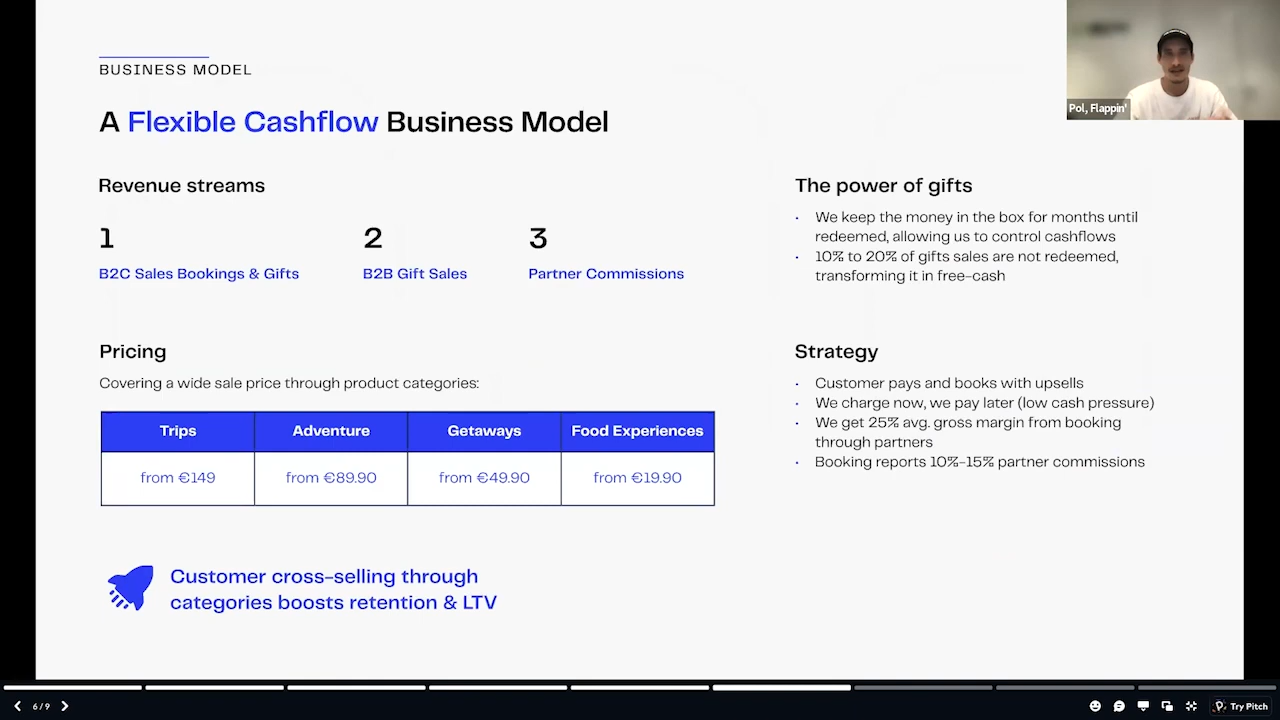 BUSINESS MODEL
A Flexible Cashflow Business Model
Revenue streams
1
B2C Sales Bookings & Gifts
2
B2B Gift Sales
3
Partner Commissions
The power of gifts
• We keep the money in the box for months until
redeemed, allowing us to control cashflows
• 10% to 20% of gifts sales are not redeemed,
transforming it in free-cash
Pricing
Covering a wide sale price through product categories:
Trips
Adventure
Getaways
Food Experiences
from €149
from €89.90
from €49.90
from €19.90
Strategy
• Customer pays and books with upsells
• We charge now, we pay later (low cash pressure)
• We get 25% avg. gross margin from booking
through partners
• Booking reports 10%-15% partner commissions
Customer cross-selling through
categories boosts retention & LTV
Pol, Flappin'
6/9
Try Pitch